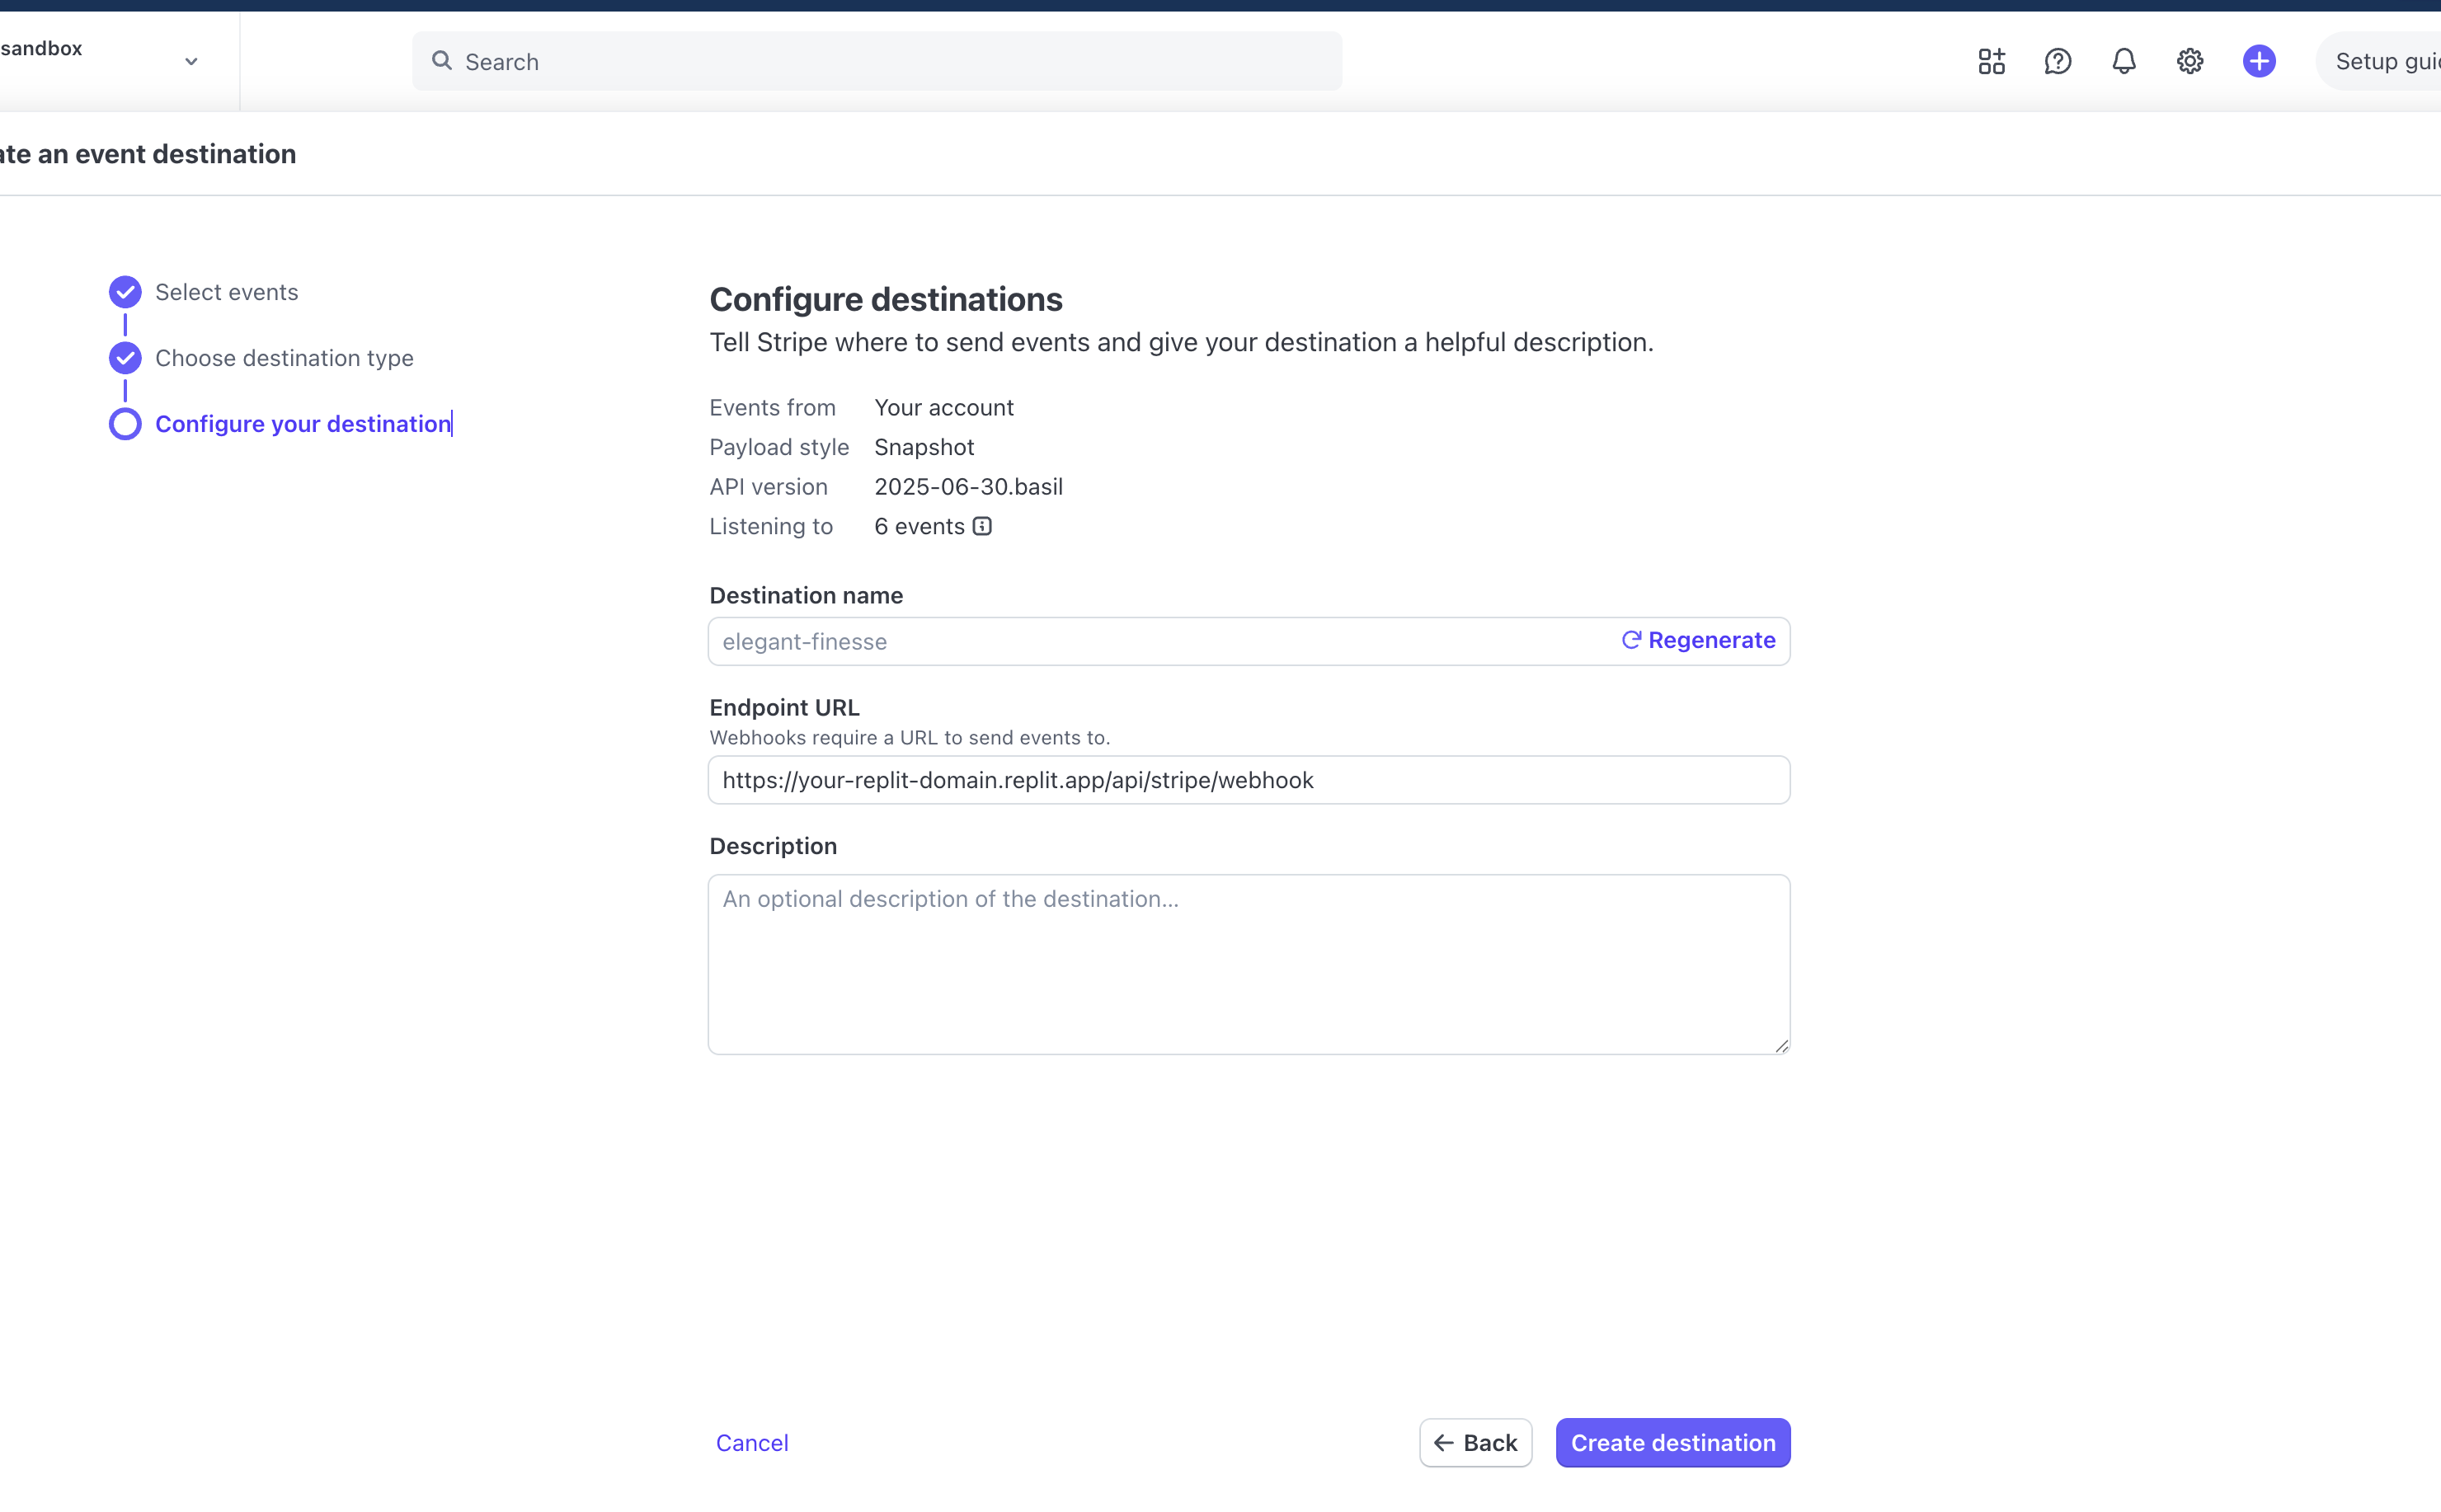 sandbox
Search
Setup gui
ate an event destination
Select events
Choose destination type
Configure your destination
Configure destinations
Tell Stripe where to send events and give your destination a helpful description.
Events from Your account
Payload style Snapshot
API version 2025-06-30.basil
Listening to 6 events
Destination name
elegant-finesse Regenerate
Endpoint URL
Webhooks require a URL to send events to.
https://your-replit-domain.replit.app/api/stripe/webhook
Description
An optional description of the destination...
Cancel Back Create destination